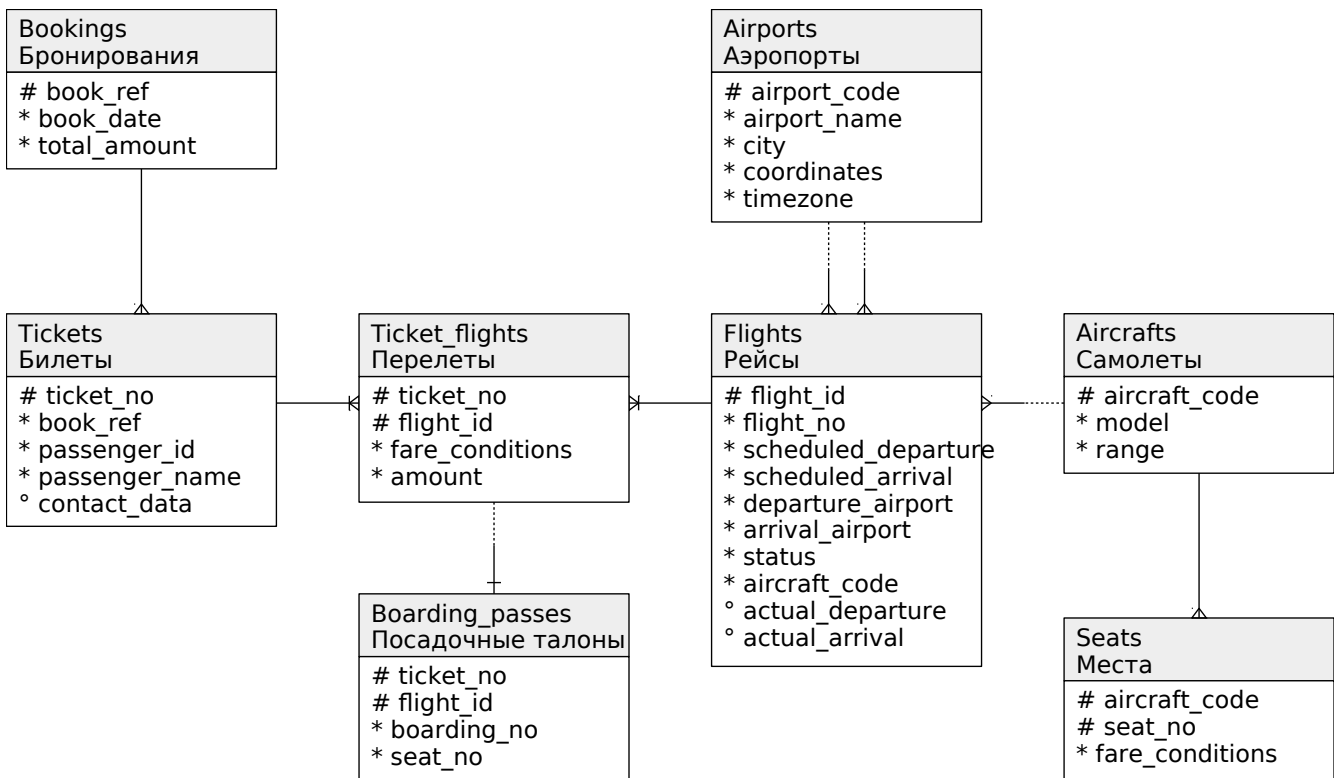 Bookings
Бронирования
# book_ref
* book_date
* total_amount
Airports
Аэропорты
# airport_code
* airport_name
* city
* coordinates
* timezone
Tickets
Билеты
# ticket_no
* book_ref
* passenger_id
* passenger_name
° contact_data
Ticket_flights
Перелеты
# ticket_no
# flight_id
* fare_conditions
* amount
Flights
Рейсы
# flight_id
* flight_no
* scheduled_departure
* scheduled_arrival
* departure_airport
* arrival_airport
* status
* aircraft_code
° actual_departure
° actual_arrival
Aircrafts
Самолеты
# aircraft_code
* model
* range
Boarding_passes
Посадочные талоны
# ticket_no
# flight_id
* boarding_no
* seat_no
Seats
Места
# aircraft_code
# seat_no
* fare_conditions